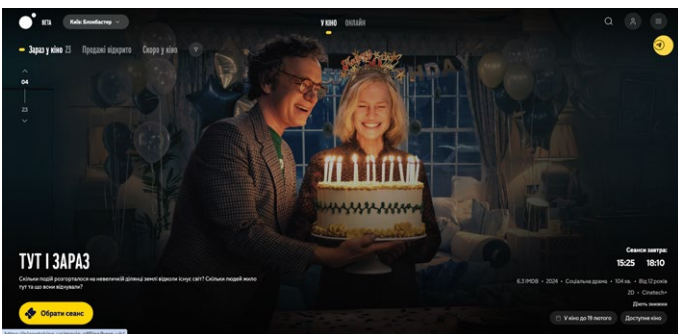 BETA
Київ: Блокбастер
У КІНО ОНЛАЙН
Зараз у кіно 23 Продажі відкрито Скоро у кіно
04
23
ТУТ І ЗАРАЗ
Скільки подій розгорталося на невеличкій ділянці землі відколи існує світ? Скільки людей жило
тут та що вони відчували?
Обрати сеанс
Сеанси завтра:
15:25 18:10
6.3 IMDB • 2024 • Соціальна драма • 104 хв. • Від 12 років
2D • Cinetech+
Діють знижки
У кіно до 19 лютого Доступне кіно